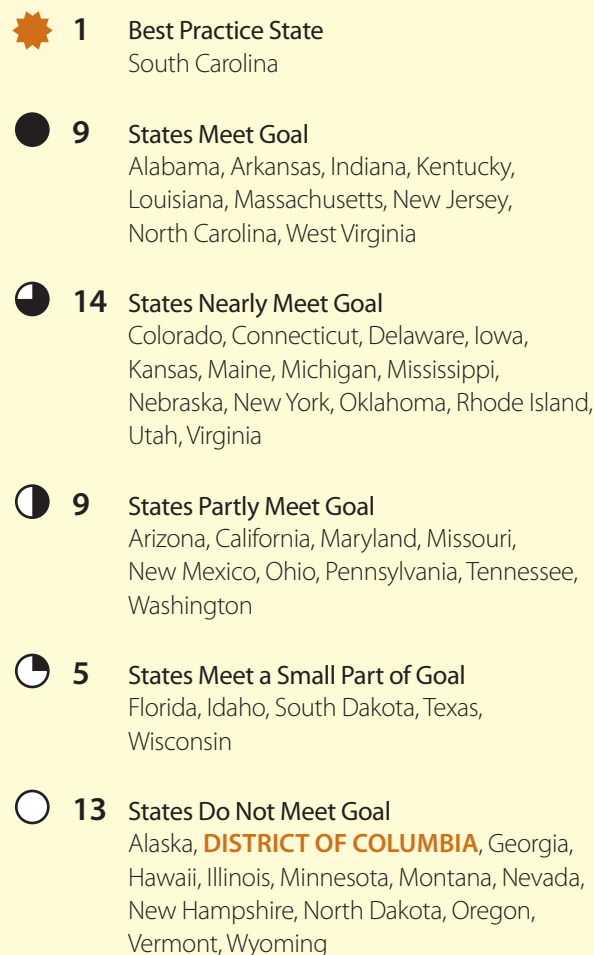 1 Best Practice State
South Carolina
9 States Meet Goal
Alabama, Arkansas, Indiana, Kentucky,
Louisiana, Massachusetts, New Jersey,
North Carolina, West Virginia
14 States Nearly Meet Goal
Colorado, Connecticut, Delaware, Iowa,
Kansas, Maine, Michigan, Mississippi,
Nebraska, New York, Oklahoma, Rhode Island,
Utah, Virginia
9 States Partly Meet Goal
Arizona, California, Maryland, Missouri,
New Mexico, Ohio, Pennsylvania, Tennessee,
Washington
5 States Meet a Small Part of Goal
Florida, Idaho, South Dakota, Texas,
Wisconsin
13 States Do Not Meet Goal
Alaska, DISTRICT OF COLUMBIA, Georgia,
Hawaii, Illinois, Minnesota, Montana, Nevada,
New Hampshire, North Dakota, Oregon,
Vermont, Wyoming